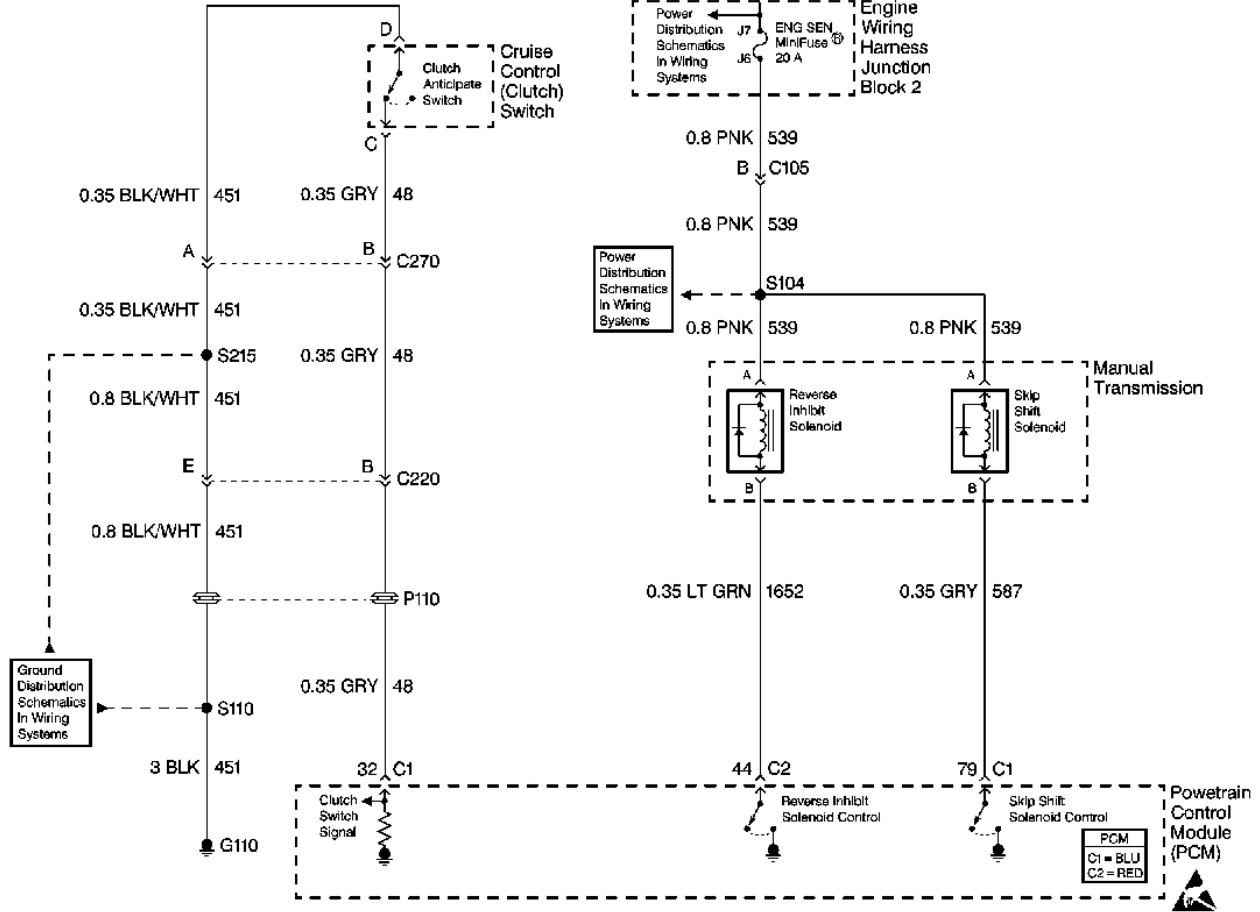 D
Clutch
Anticipate
Switch
Cruise
Control
(Clutch)
Switch
C
0.35 BLK/WHT 451
0.35 GRY 48
A
B
C270
0.35 BLK/WHT 451
S215
0.35 GRY 48
0.8 BLK/WHT 451
E
B
C220
0.8 BLK/WHT 451
P110
Ground
Distribution
Schematics
In Wiring
Systems
0.35 GRY 48
S110
3 BLK 451
32 C1
G110
Clutch
Switch
Signal
Power
Distribution
Schematics
In Wiring
Systems
J7
J6
ENG SEN
MiniFuse ®
20 A
Engine
Wiring
Harness
Junction
Block 2
0.8 PNK 539
B C105
0.8 PNK 539
Power
Distribution
Schematics
In Wiring
Systems
S104
0.8 PNK 539
0.8 PNK 539
Manual
Transmission
A
Reverse
Inhibit
Solenoid
B
A
Skip
Shift
Solenoid
B
0.35 LT GRN 1652
0.35 GRY 587
44 C2
79 C1
Reverse Inhibit
Solenoid Control
Skip Shift
Solenoid Control
PCM
C1 = BLU
C2 = RED
Powetrain
Control
Module
(PCM)